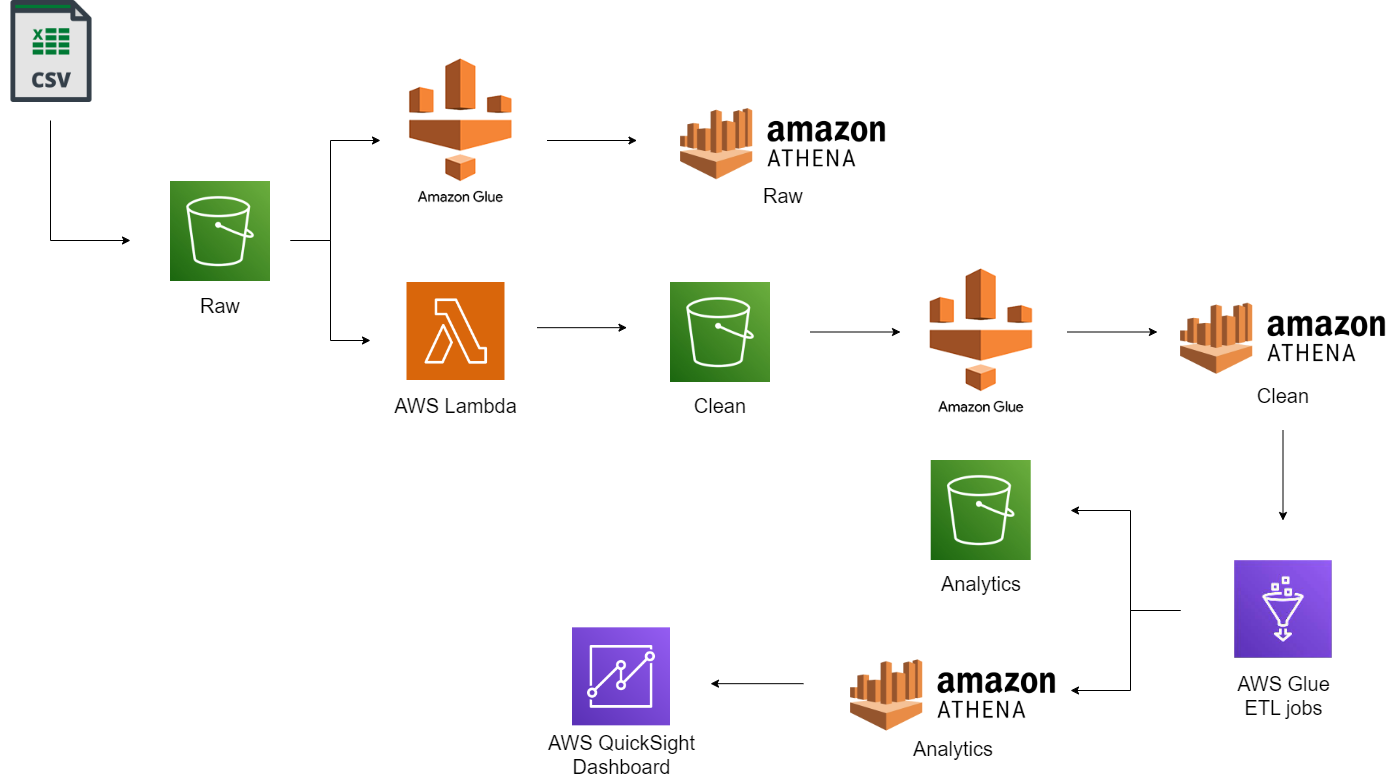 X
CSV
Amazon Glue
amazon
ATHENA
Raw
Raw
AWS Lambda
Clean
Amazon Glue
amazon
ATHENA
Clean
Analytics
AWS Glue
ETL jobs
amazon
ATHENA
Analytics
AWS QuickSight
Dashboard